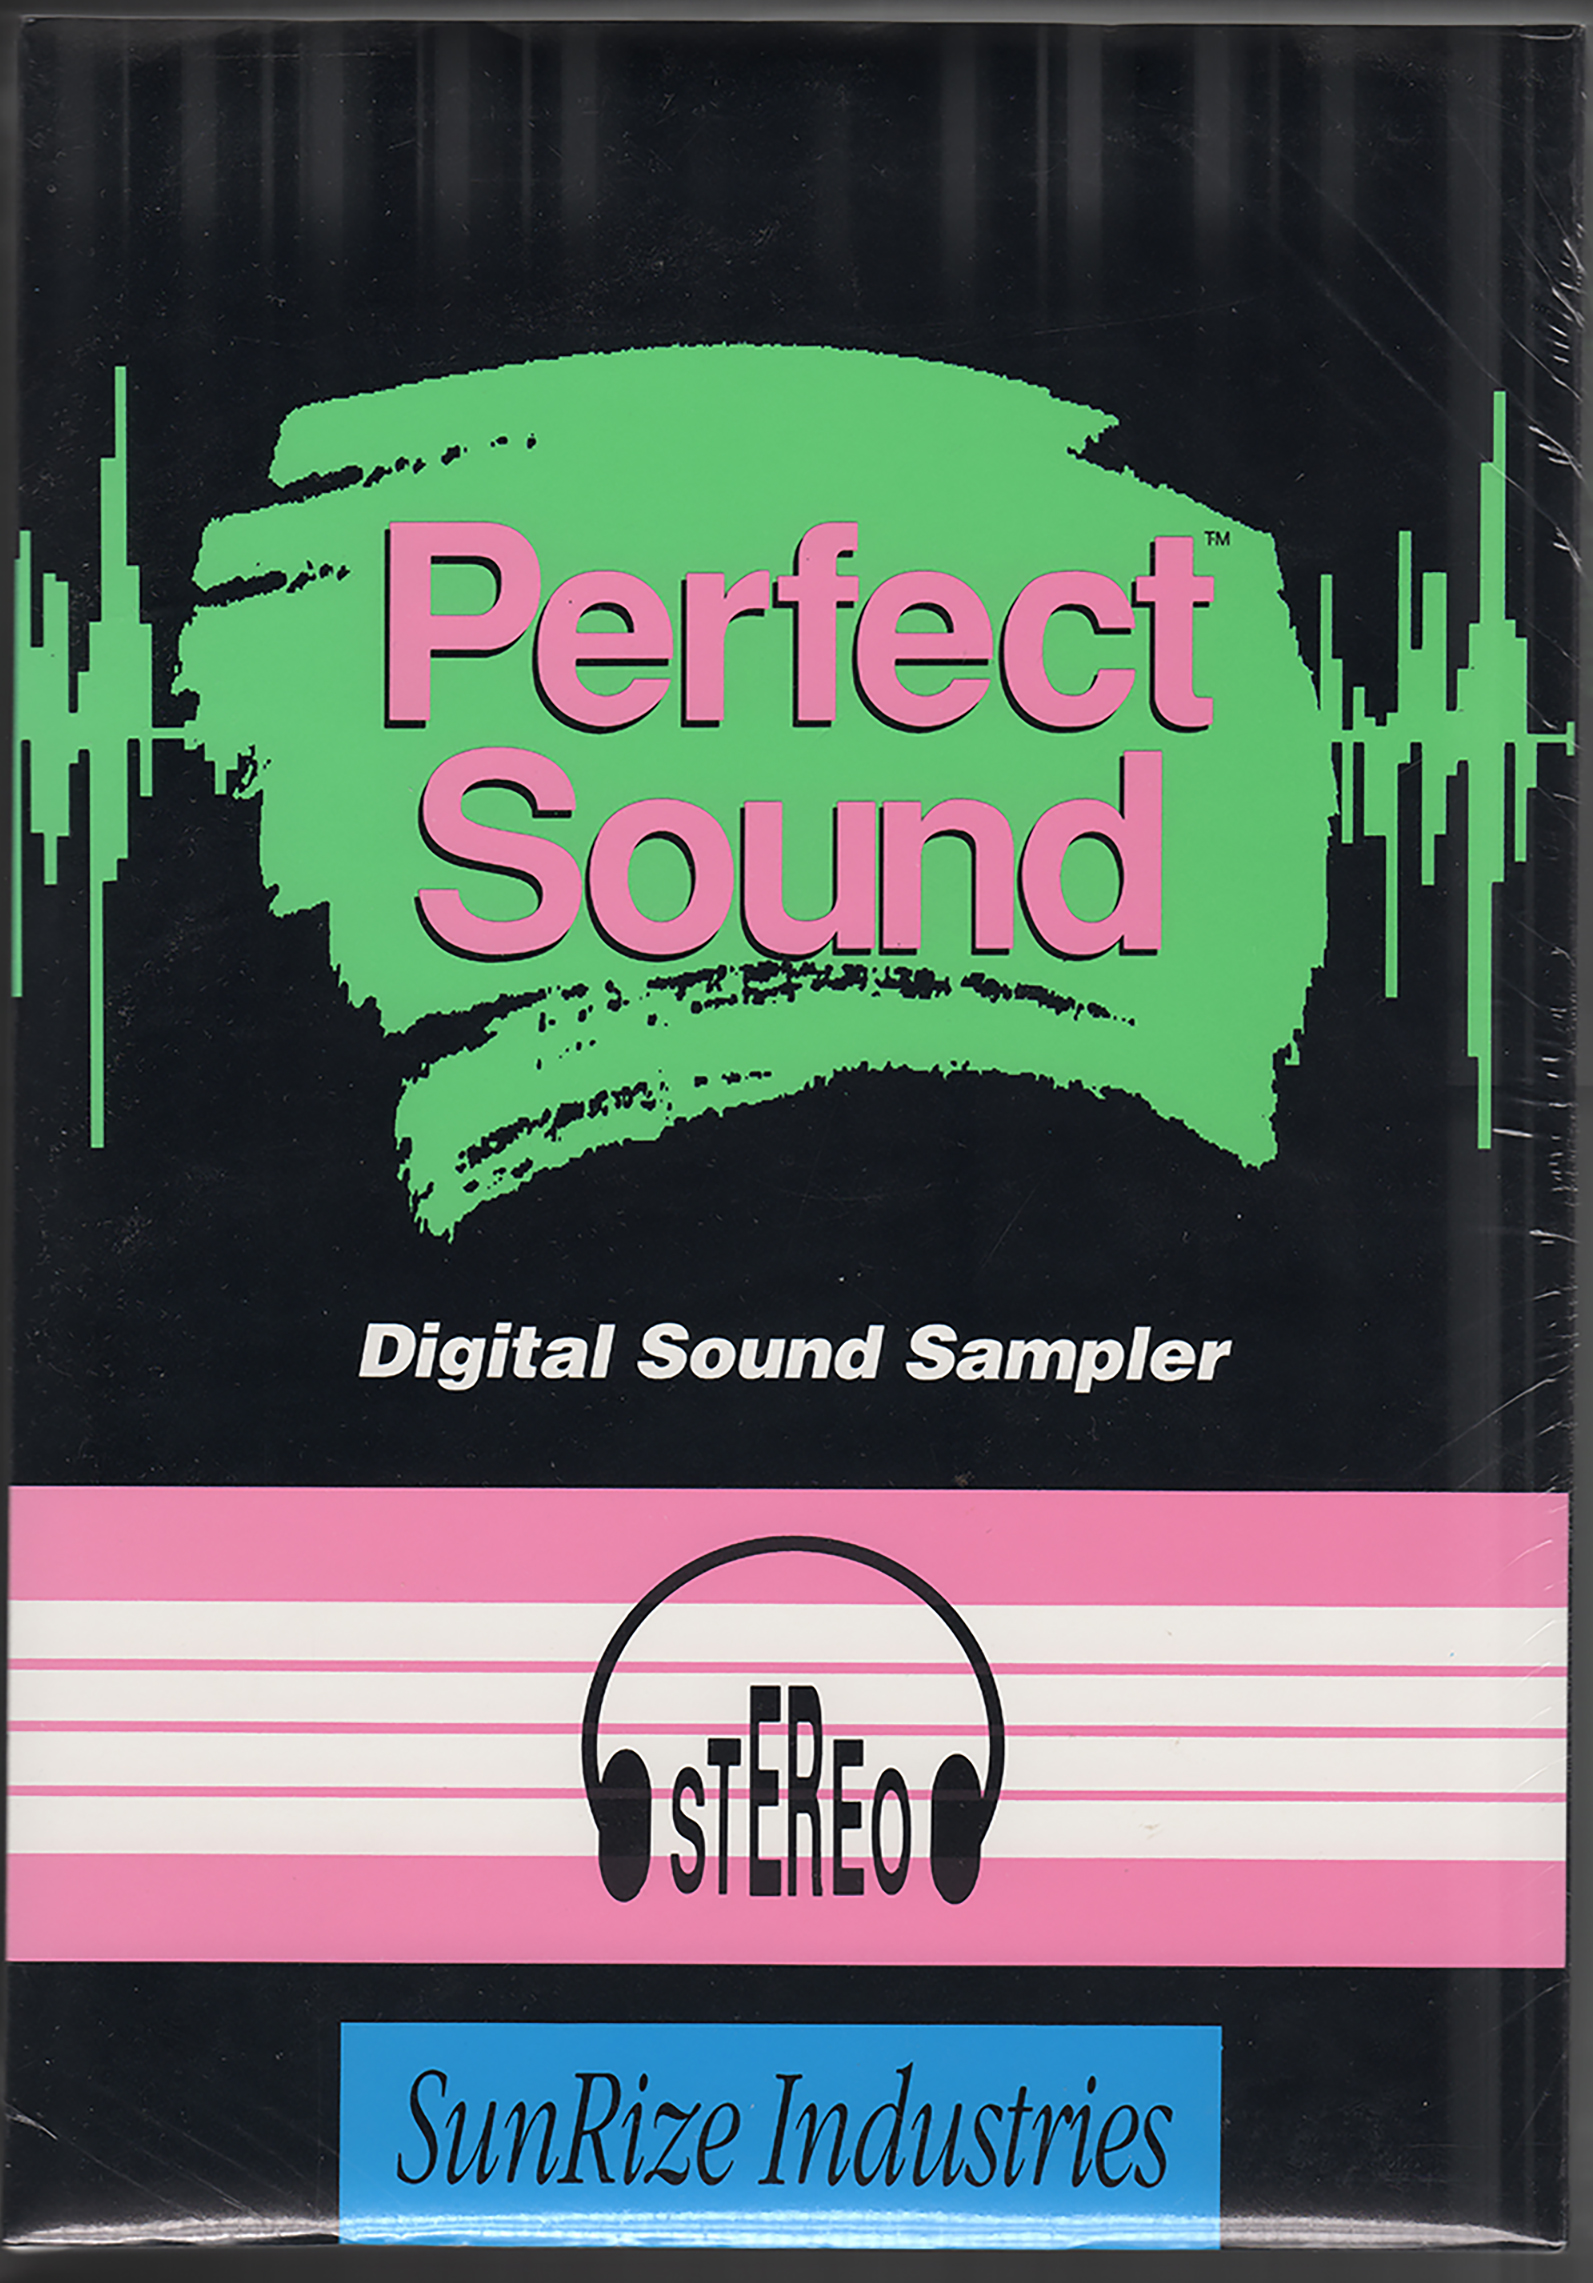 Perfect™
Sound
Digital Sound Sampler
STEREO
SunRize Industries